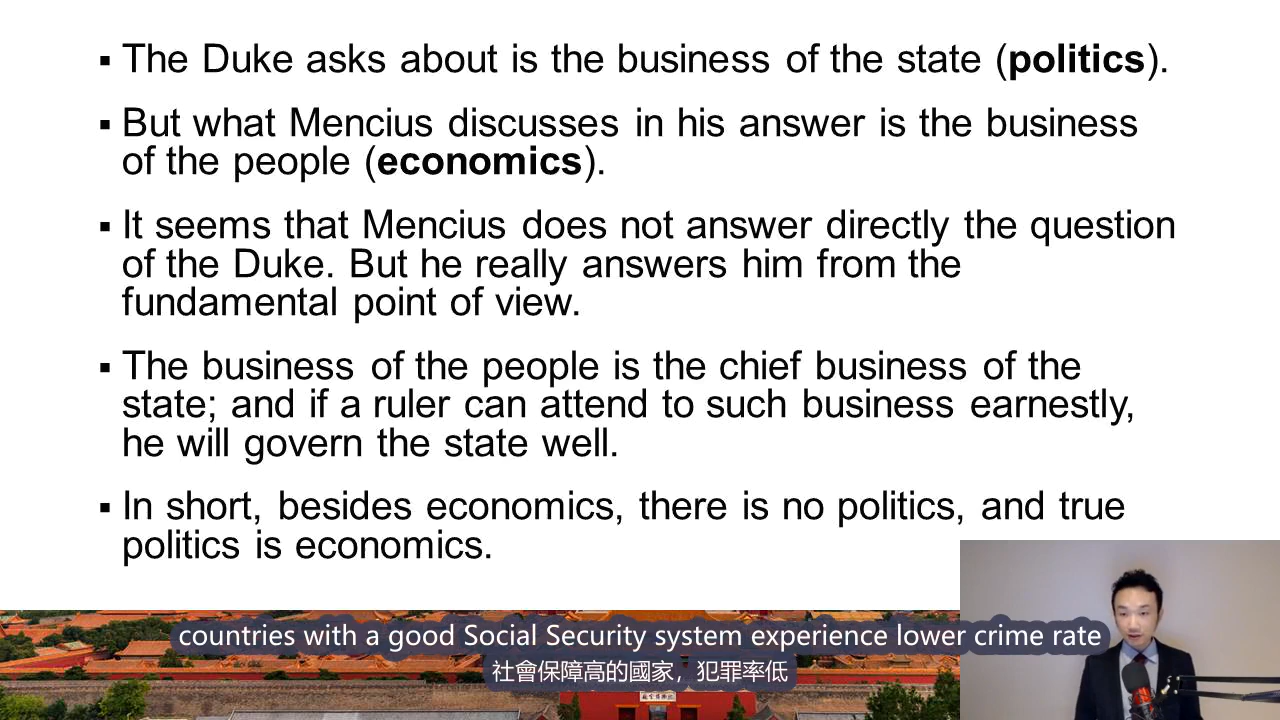 ▪ The Duke asks about is the business of the state (politics).
▪ But what Mencius discusses in his answer is the business
of the people (economics).
▪ It seems that Mencius does not answer directly the question
of the Duke. But he really answers him from the
fundamental point of view.
▪ The business of the people is the chief business of the
state; and if a ruler can attend to such business earnestly,
he will govern the state well.
▪ In short, besides economics, there is no politics, and true
politics is economics.
countries with a good Social Security system experience lower crime rate
社會保障高的國家，犯罪率低